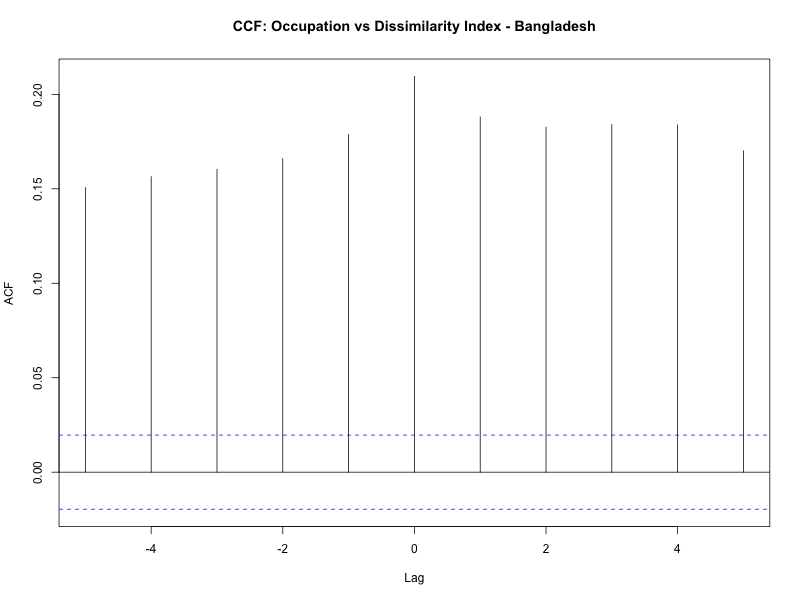 CCF: Occupation vs Dissimilarity Index - Bangladesh
0.20
0.15
0.10
0.05
0.00
ACF
-4 -2 0 2 4
Lag